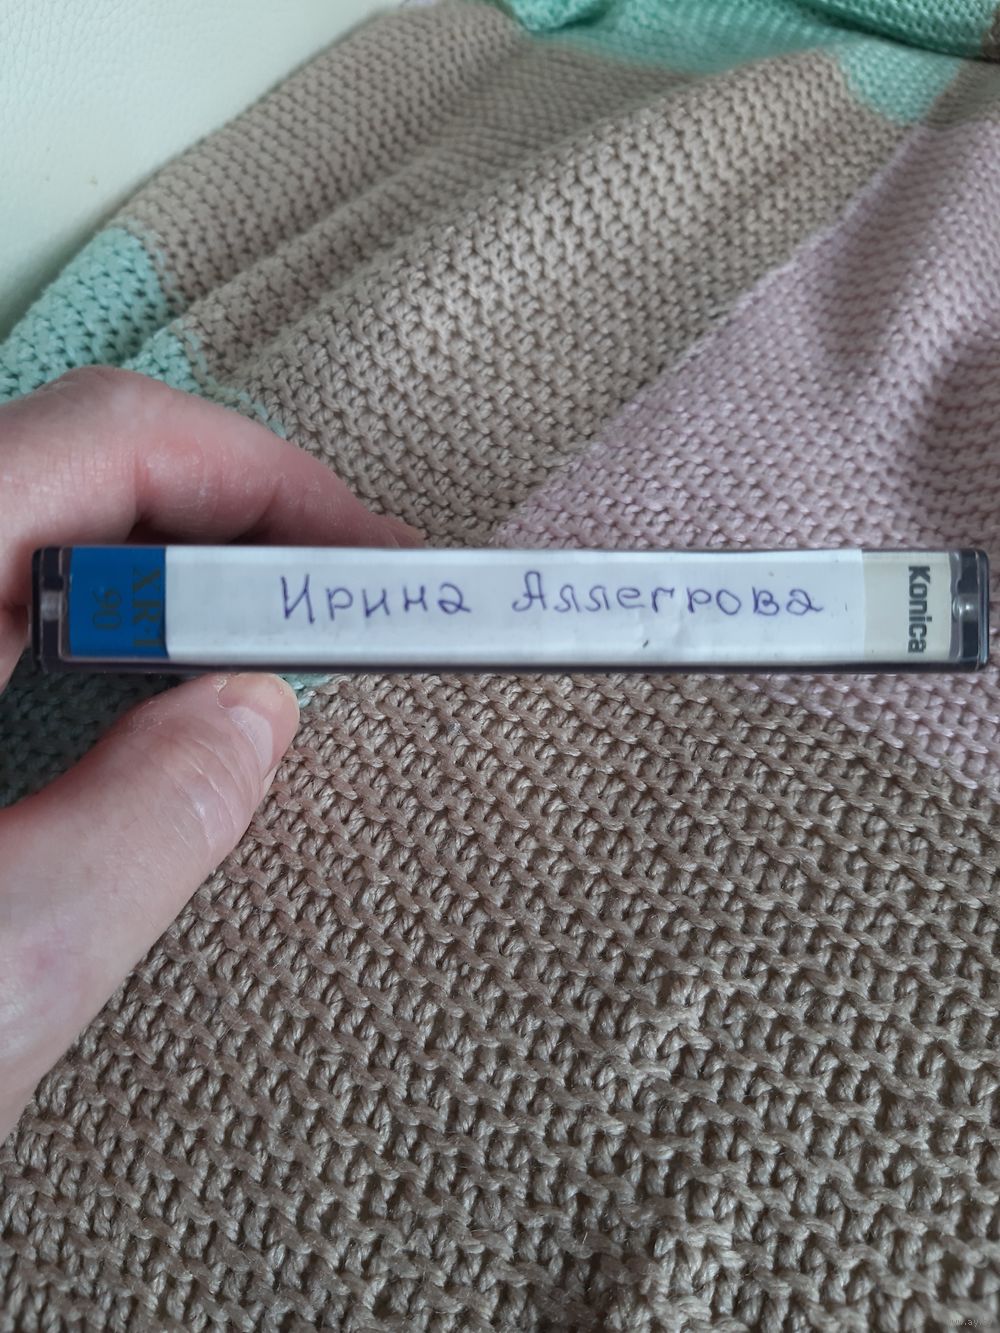 XR-I
90
Ирина Аллегрова
Konica